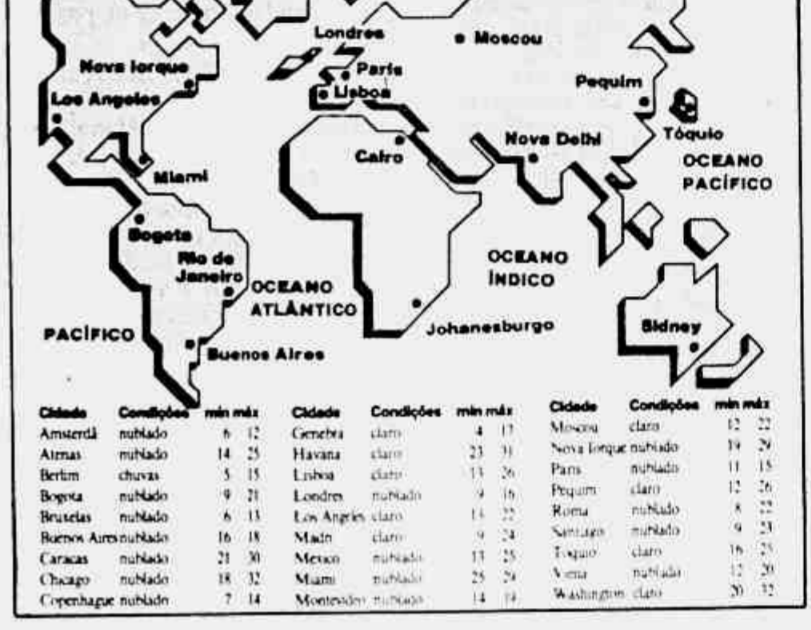 Londres
Moscou
Nova Iorque
Paris
Pequim
Los Angeles
Lisboa
Cairo
Nova Delhi
Tóquio
OCEANO
PACÍFICO
Miami
Bogota
Rio de
Janeiro
OCEANO
ATLÂNTICO
OCEANO
ÍNDICO
PACÍFICO
Johanesburgo
Sidney
Buenos Aires
Cidade Condições mín máx
Amsterdã nublado 6 12
Atenas nublado 14 25
Berlim chuvas 5 15
Bogota nublado 9 21
Bruxelas nublado 6 13
Buenos Aires nublado 16 18
Caracas nublado 21 30
Chicago nublado 18 32
Copenhague nublado 7 14
Cidade Condições mín máx
Genebra claro 4 17
Havana claro 23 31
Lisboa claro 13 26
Londres nublado 9 16
Los Angeles claro 22
Madri claro 9 24
Mexico nublado 13 25
Miami nublado 25 29
Montevideo nublado 14 19
Cidade Condições mín máx
Moscou claro 12 22
Nova Iorque nublado 19 29
Paris nublado 11 15
Pequim claro 12 26
Roma nublado 8 22
Santiago nublado 9 23
Toquio claro 16 25
Viena nublado 12 20
Washington claro 20 32